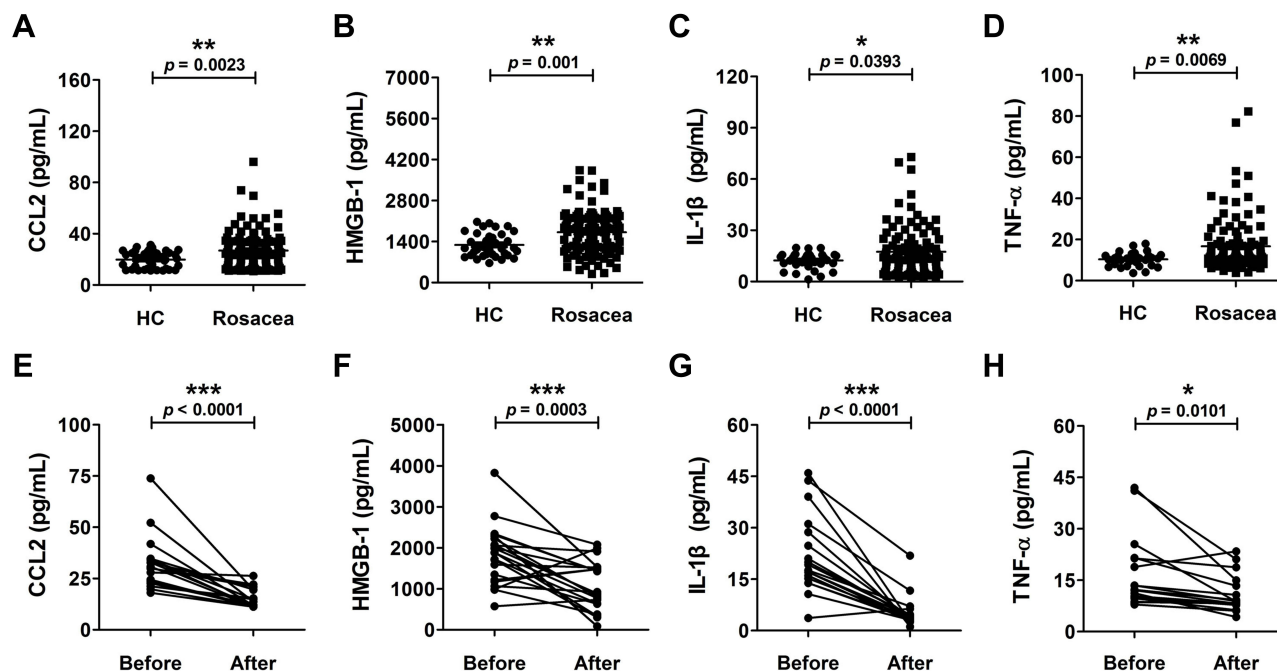 A
**
p = 0.0023
CCL2 (pg/mL)
160
120
80
40
0
HC Rosacea
B
**
p = 0.001
HMGB-1 (pg/mL)
7000
5600
4200
2800
1400
0
HC Rosacea
C
*
p = 0.0393
IL-1β (pg/mL)
120
90
60
30
0
HC Rosacea
D
**
p = 0.0069
TNF-α (pg/mL)
100
80
60
40
20
0
HC Rosacea
E
***
p < 0.0001
CCL2 (pg/mL)
100
75
50
25
0
Before After
F
***
p = 0.0003
HMGB-1 (pg/mL)
5000
4000
3000
2000
1000
0
Before After
G
***
p < 0.0001
IL-1β (pg/mL)
60
45
30
15
0
Before After
H
*
p = 0.0101
TNF-α (pg/mL)
60
45
30
15
0
Before After